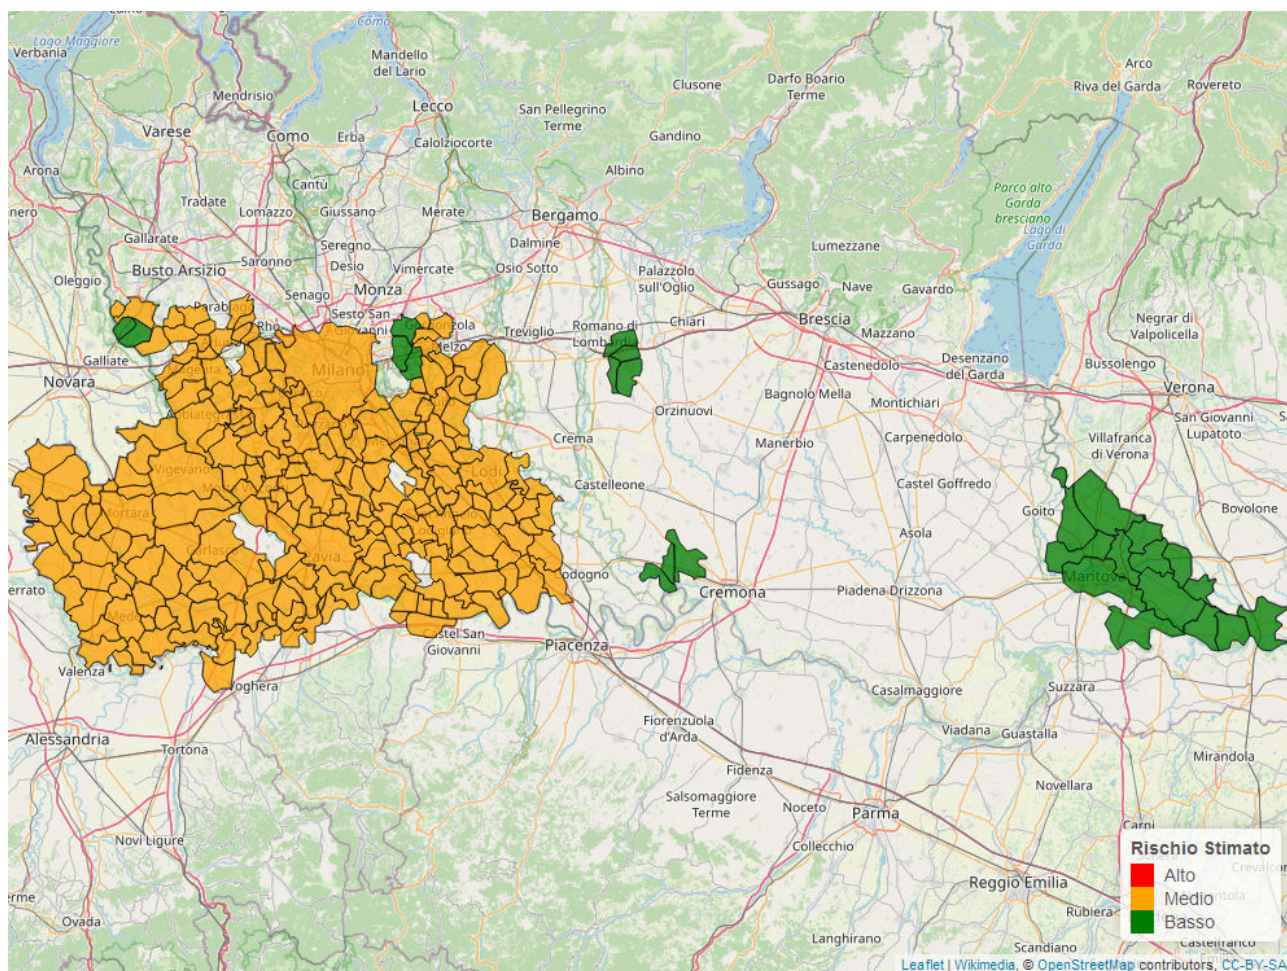 Lago Maggiore
Verbania
Como
Mandello
del Lario
Clusone
Darfo Boario
Terme
Arco
Riva del Garda
Rovereto
Mendrisio
Lecco
San Pellegrino
Terme
Varese
Como
Erba
Calolziocorte
Gandino
Arona
Albino
Cantù
Parco alto
Garda
bresciano
Lago di
Garda
Tradate
Lomazzo
Giussano
Merate
Bergamo
Gallarate
Seregno
Dalmine
Lumezzane
Saronno
Desio
Vimercate
Osio Sotto
Palazzolo
sull'Oglio
Busto Arsizio
Oleggio
Gussago
Nave
Gavardo
Monza
Senago
Sesto San
Giovanni
Treviglio
Romano di
Lombardia
Chiari
Brescia
Mazzano
Negrar di
Valpolicella
Rho
Melzo
Galliate
Novara
Magenta
Milano
Castenedolo
Desenzano
del Garda
Bussolengo
Verona
Bagnolo Mella
Montichiari
San Giovanni
Lupatoto
Orzinuovi
Crema
Manerbio
Carpenedolo
Villafranca
di Verona
Vigevano
Lodi
Castelleone
Castel Goffredo
Goito
Bovolone
Mortara
Asola
Garlasco
Pavia
Codogno
Cremona
Piadena Drizzona
Mantova
Mede
Castel San
Giovanni
Piacenza
Valenza
Voghera
Casalmaggiore
Suzzara
Alessandria
Tortona
Fiorenzuola
d'Arda
Viadana
Guastalla
Mirandola
Fidenza
Novellara
Salsomaggiore
Terme
Noceto
Parma
Novi Ligure
Carpi
Collecchio
Reggio Emilia
Rubiera
Ovada
Langhirano
Scandiano
Castelfranco
Rischio Stimato
Alto
Medio
Basso
Leaflet | Wikimedia, © OpenStreetMap contributors, CC-BY-SA